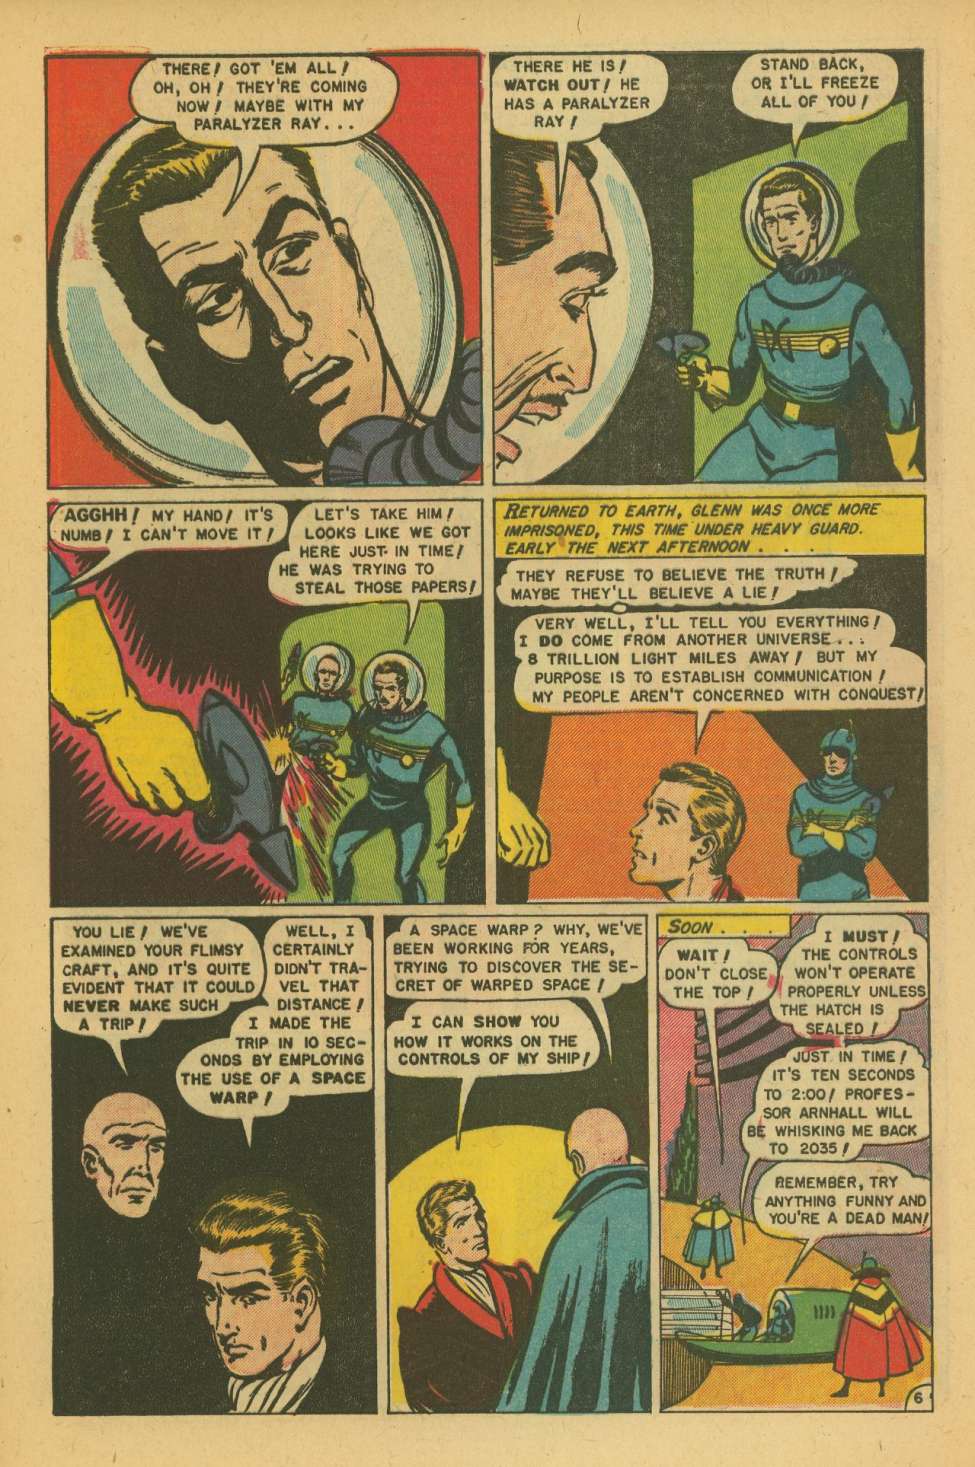 THERE! GOT 'EM ALL!
OH, OH! THEY'RE COMING
NOW! MAYBE WITH MY
PARALYZER RAY...
THERE HE IS!
WATCH OUT! HE
HAS A PARALYZER
RAY!
STAND BACK,
OR I'LL FREEZE
ALL OF YOU!
AGGHH! MY HAND! IT'S
NUMB! I CAN'T MOVE IT!
LET'S TAKE HIM!
LOOKS LIKE WE GOT
HERE JUST IN TIME!
HE WAS TRYING TO
STEAL THOSE PAPERS!
RETURNED TO EARTH, GLENN WAS ONCE MORE
IMPRISONED, THIS TIME UNDER HEAVY GUARD.
EARLY THE NEXT AFTERNOON . . . .
THEY REFUSE TO BELIEVE THE TRUTH!
MAYBE THEY'LL BELIEVE A LIE!
VERY WELL, I'LL TELL YOU EVERYTHING!
I DO COME FROM ANOTHER UNIVERSE...
8 TRILLION LIGHT MILES AWAY! BUT MY
PURPOSE IS TO ESTABLISH COMMUNICATION!
MY PEOPLE AREN'T CONCERNED WITH CONQUEST!
YOU LIE! WE'VE
EXAMINED YOUR FLIMSY
CRAFT, AND IT'S QUITE
EVIDENT THAT IT COULD
NEVER MAKE SUCH
A TRIP!
WELL, I
CERTAINLY
DIDN'T TRA-
VEL THAT
DISTANCE!
I MADE THE
TRIP IN 10 SEC-
ONDS BY EMPLOYING
THE USE OF A SPACE
WARP!
A SPACE WARP? WHY, WE'VE
BEEN WORKING FOR YEARS,
TRYING TO DISCOVER THE SE-
CRET OF WARPED SPACE!
I CAN SHOW YOU
HOW IT WORKS ON THE
CONTROLS OF MY SHIP!
SOON . . . .
WAIT!
DON'T CLOSE
THE TOP!
I MUST!
THE CONTROLS
WON'T OPERATE
PROPERLY UNLESS
THE HATCH IS
SEALED!
JUST IN TIME!
IT'S TEN SECONDS
TO 2:00! PROFES-
SOR ARNHALL WILL
BE WHISKING ME BACK
TO 2035!
REMEMBER, TRY
ANYTHING FUNNY AND
YOU'RE A DEAD MAN!
6